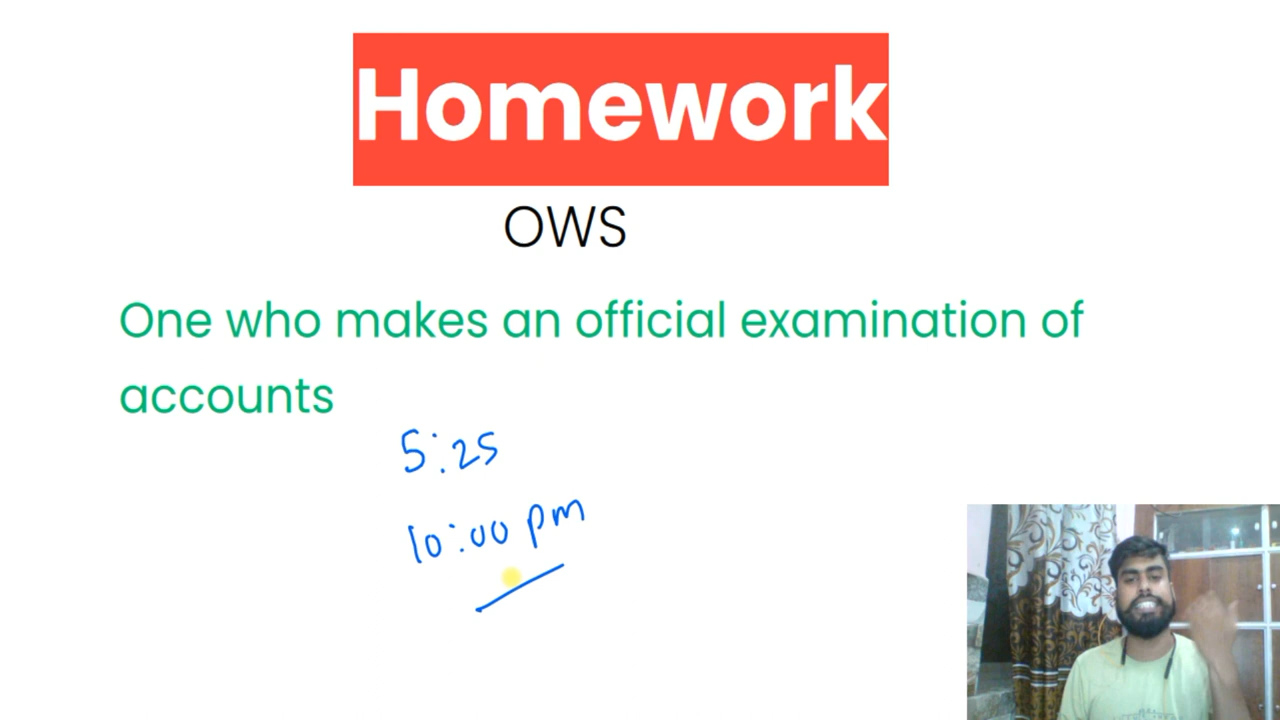 Homework
OWS
One who makes an official examination of
accounts
5:25
10:00 pm